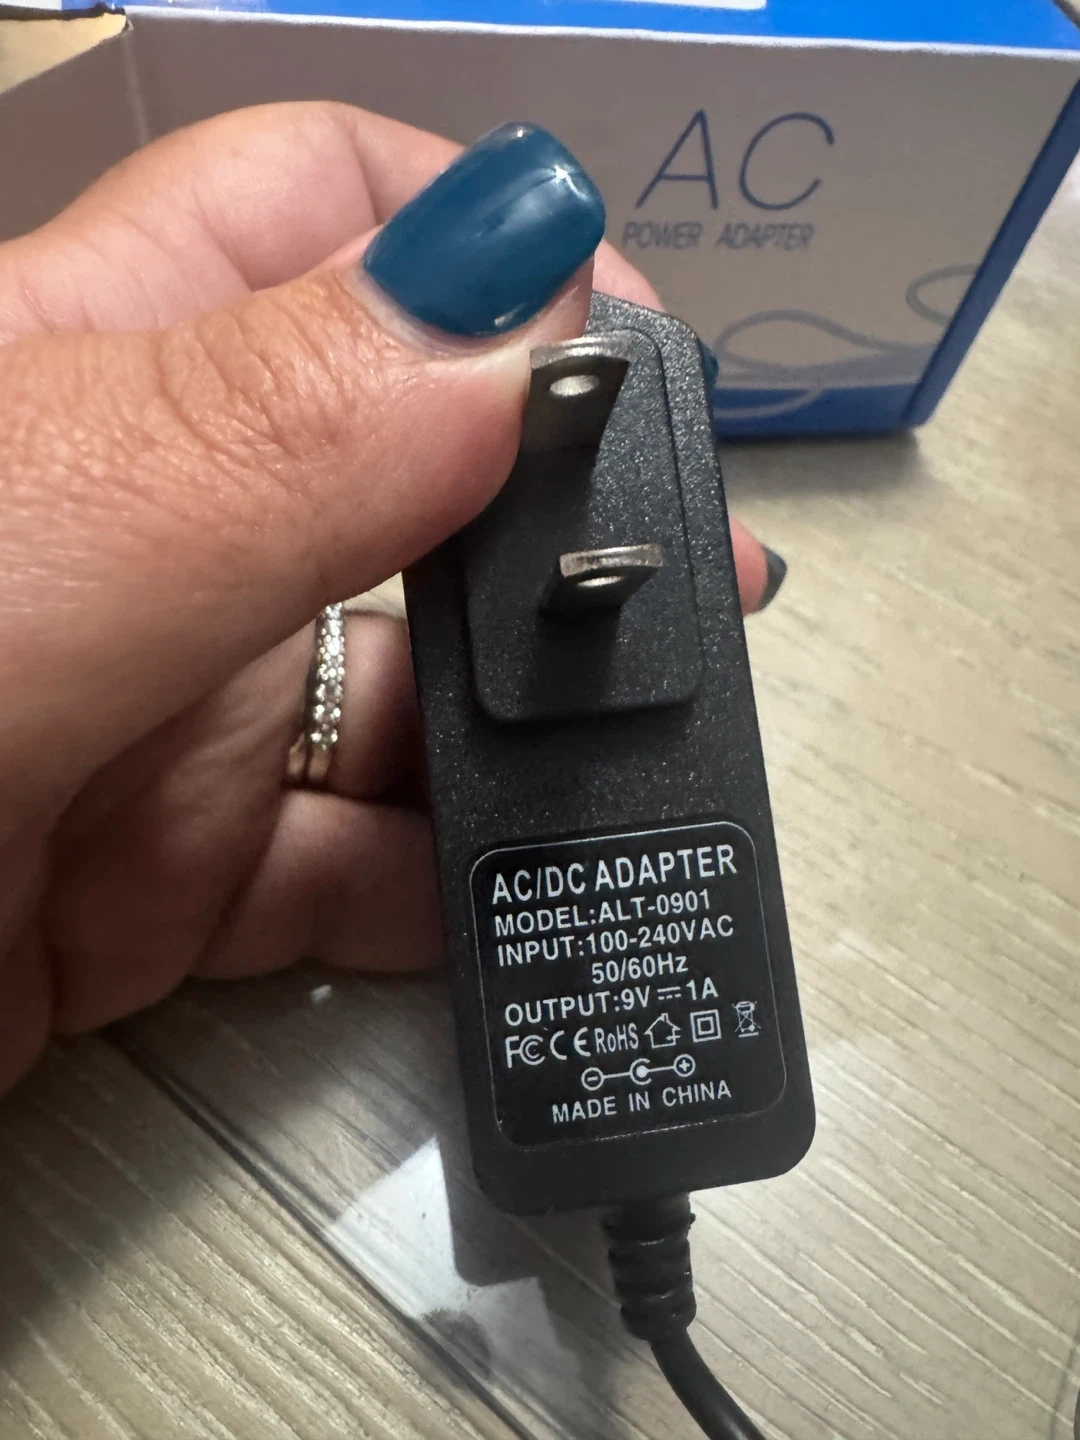 AC
POWER ADAPTER
AC/DC ADAPTER
MODEL:ALT-0901
INPUT:100-240VAC
50/60Hz
OUTPUT:9V⎓1A
FC CE RoHS
MADE IN CHINA